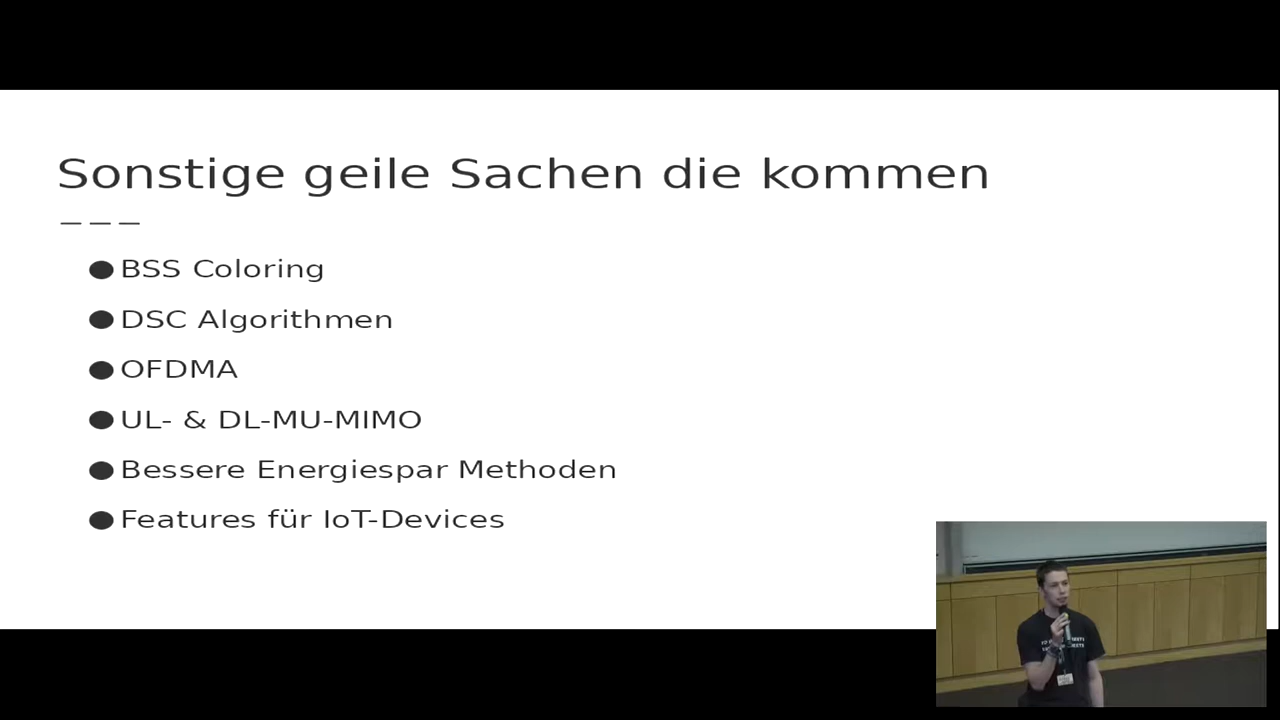 Sonstige geile Sachen die kommen
BSS Coloring
DSC Algorithmen
OFDMA
UL- & DL-MU-MIMO
Bessere Energiespar Methoden
Features für IoT-Devices